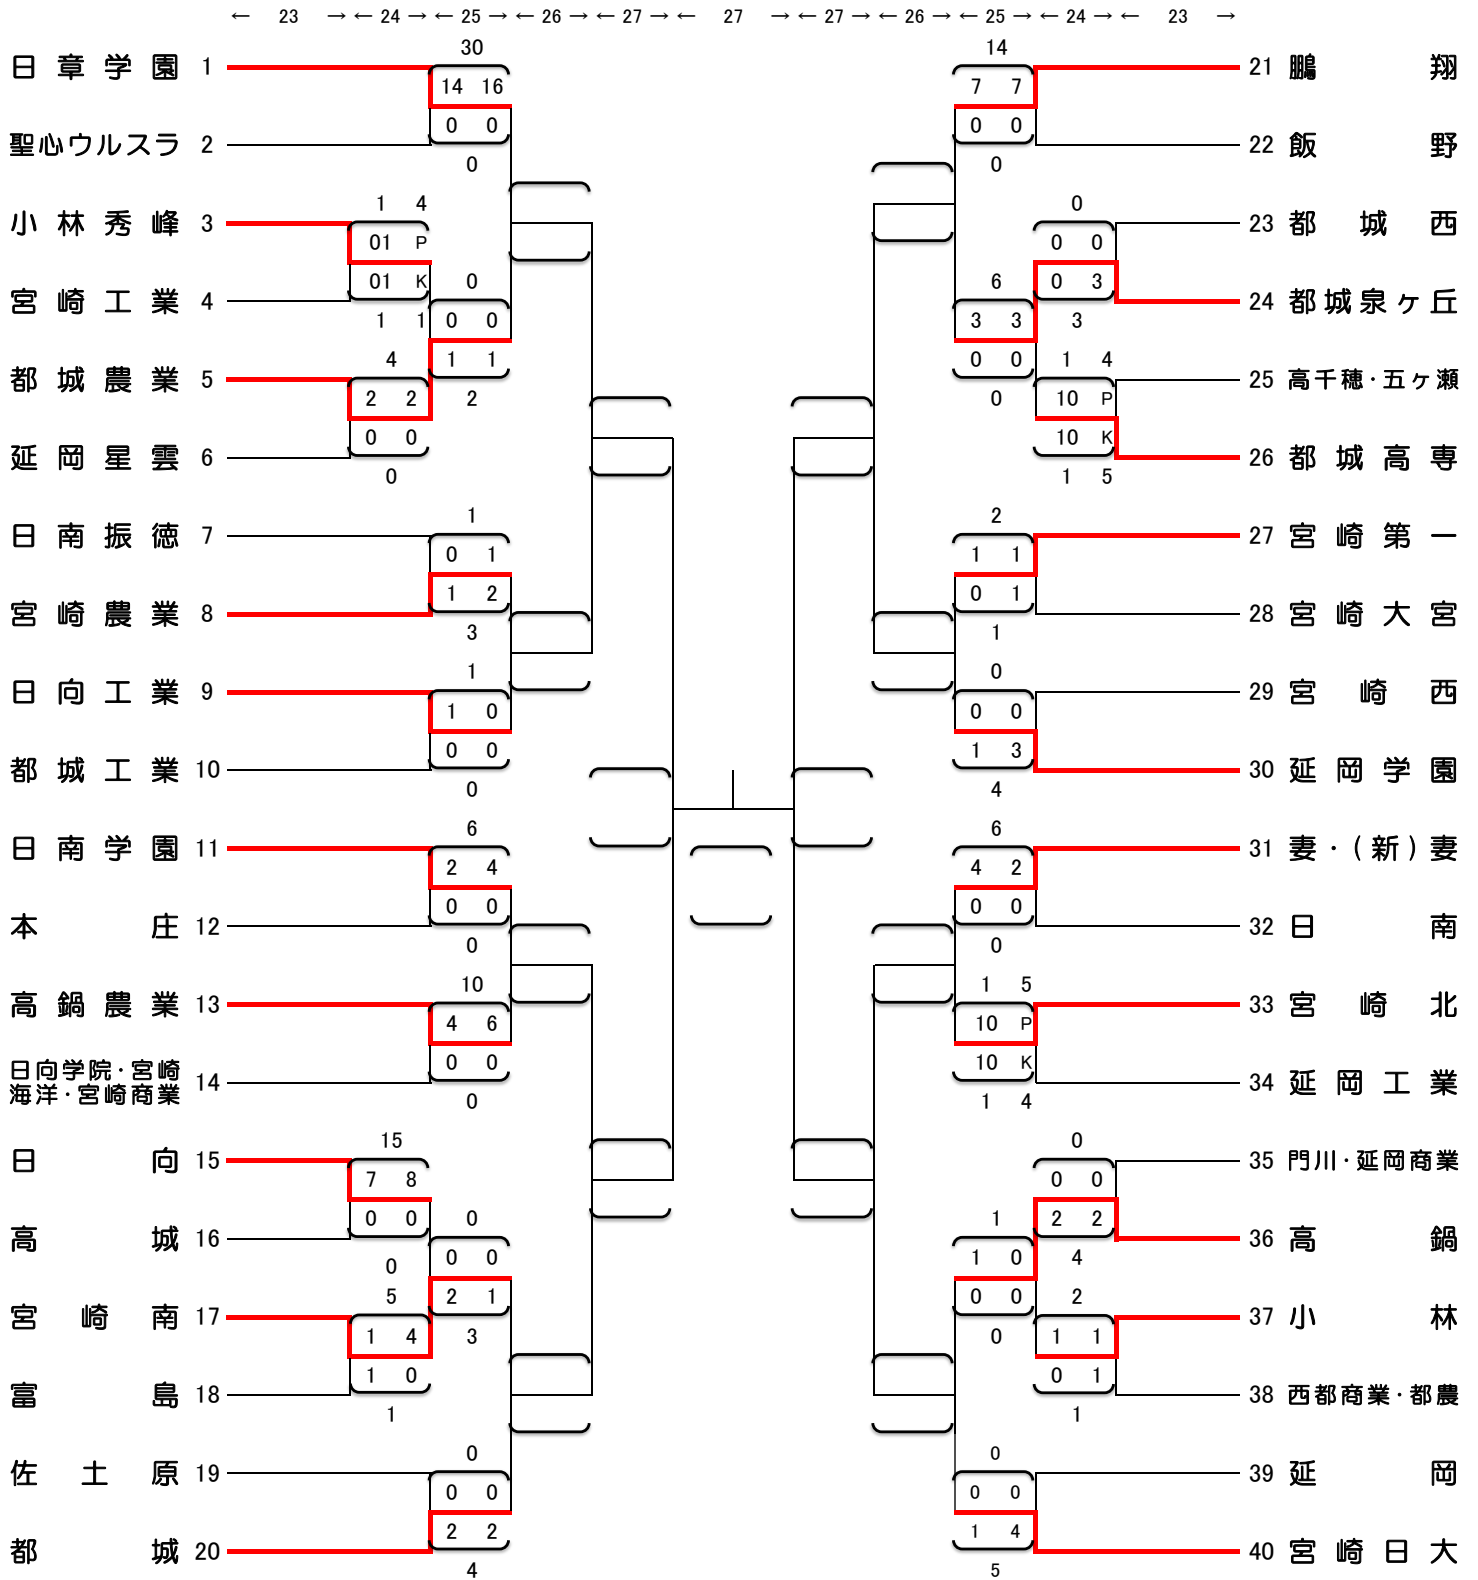 ← 23 → ← 24 → ← 25 → ← 26 → ← 27 → ← 27 → ← 27 → ← 26 → ← 25 → ← 24 → ← 23 →
30 14
日章学園 1 21 鵬翔
14 16 7 7
0 0 0 0
聖心ウルスラ 2 22 飯野
0 0
1 4 0
小林秀峰 3 23 都城西
01 P 0 0
01 K 0 6 0 3
宮崎工業 4 24 都城泉ヶ丘
1 1 0 0 3 3 3
4 1 1 0 0 1 4
都城農業 5 25 高千穂・五ヶ瀬
2 2 2 0 10 P
0 0 10 K
延岡星雲 6 26 都城高専
0 1 5
1 2
日南振徳 7 27 宮崎第一
0 1 1 1
1 2 0 1
宮崎農業 8 28 宮崎大宮
3 1
1 0
日向工業 9 29 宮崎西
1 0 0 0
0 0 1 3
都城工業 10 30 延岡学園
0 4
6 6
日南学園 11 31 妻・(新)妻
2 4 4 2
0 0 0 0
本庄 12 32 日南
0 0
10 1 5
高鍋農業 13 33 宮崎北
4 6 10 P
0 0 10 K
日向学院・宮崎
海洋・宮崎商業 14 34 延岡工業
0 1 4
15 0
日向 15 35 門川・延岡商業
7 8 0 0
0 0 0 1 2 2
高城 16 36 高鍋
0 0 0 1 0 4
5 2 1 0 0 2
宮崎南 17 37 小林
1 4 3 0 1 1
1 0 0 1
富島 18 38 西都商業・都農
1 1
0 0
佐土原 19 39 延岡
0 0 0 0
2 2 1 4
都城 20 40 宮崎日大
4 5